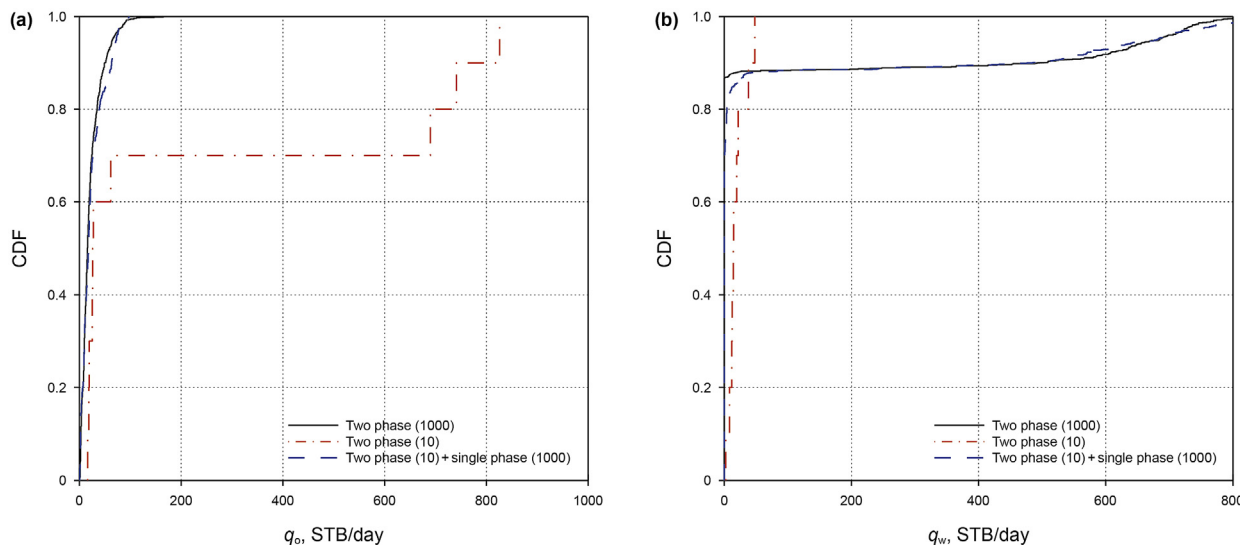 (a)
1.0
0.8
0.6
0.4
0.2
0
CDF
Two phase (1000)
Two phase (10)
Two phase (10) + single phase (1000)
0 200 400 600 800 1000
qo, STB/day
(b)
1.0
0.8
0.6
0.4
0.2
0
CDF
Two phase (1000)
Two phase (10)
Two phase (10) + single phase (1000)
0 200 400 600 800
qw, STB/day